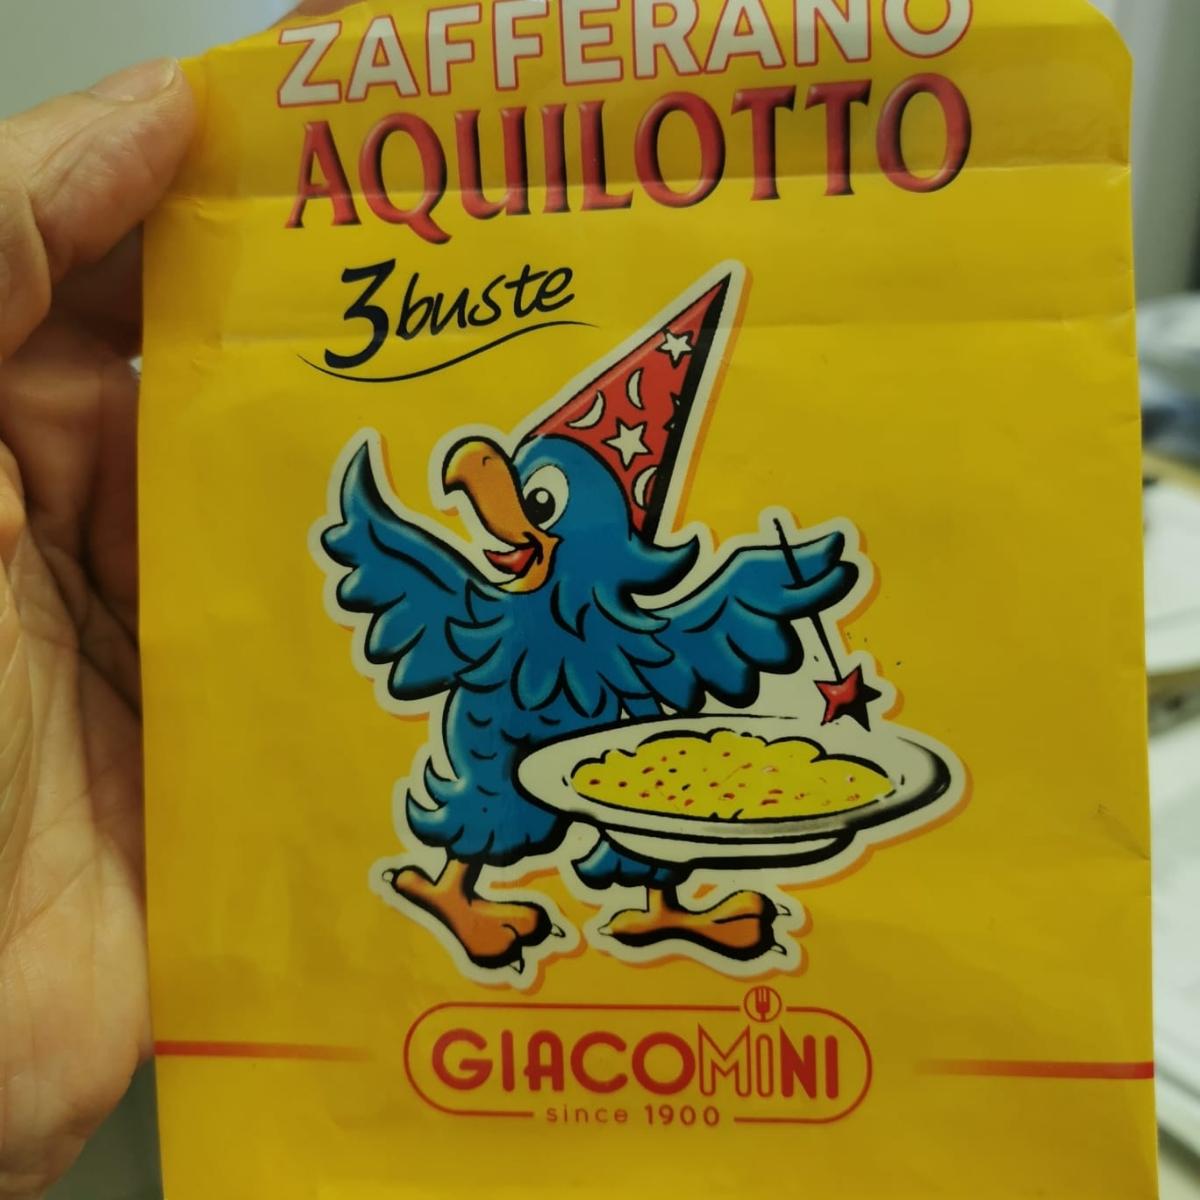 ZAFFERANO
AQUILOTTO
3 buste
GIACOMINI
since 1900